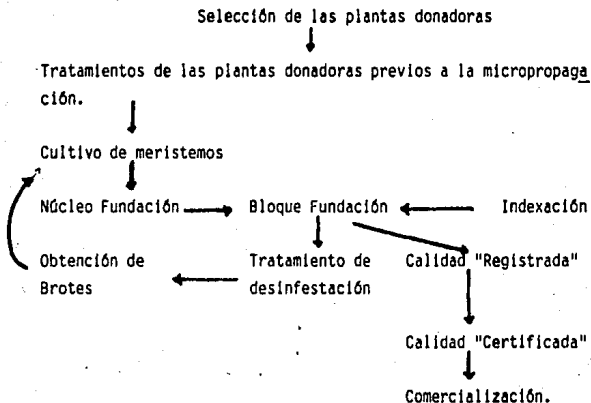 Selección de las plantas donadoras
Tratamientos de las plantas donadoras previos a la micropropaga
ción.
Cultivo de meristemos
Núcleo Fundación Bloque Fundación Indexación
Obtención de Tratamiento de Calidad "Registrada"
Brotes desinfestación
Calidad "Certificada"
Comercialización.